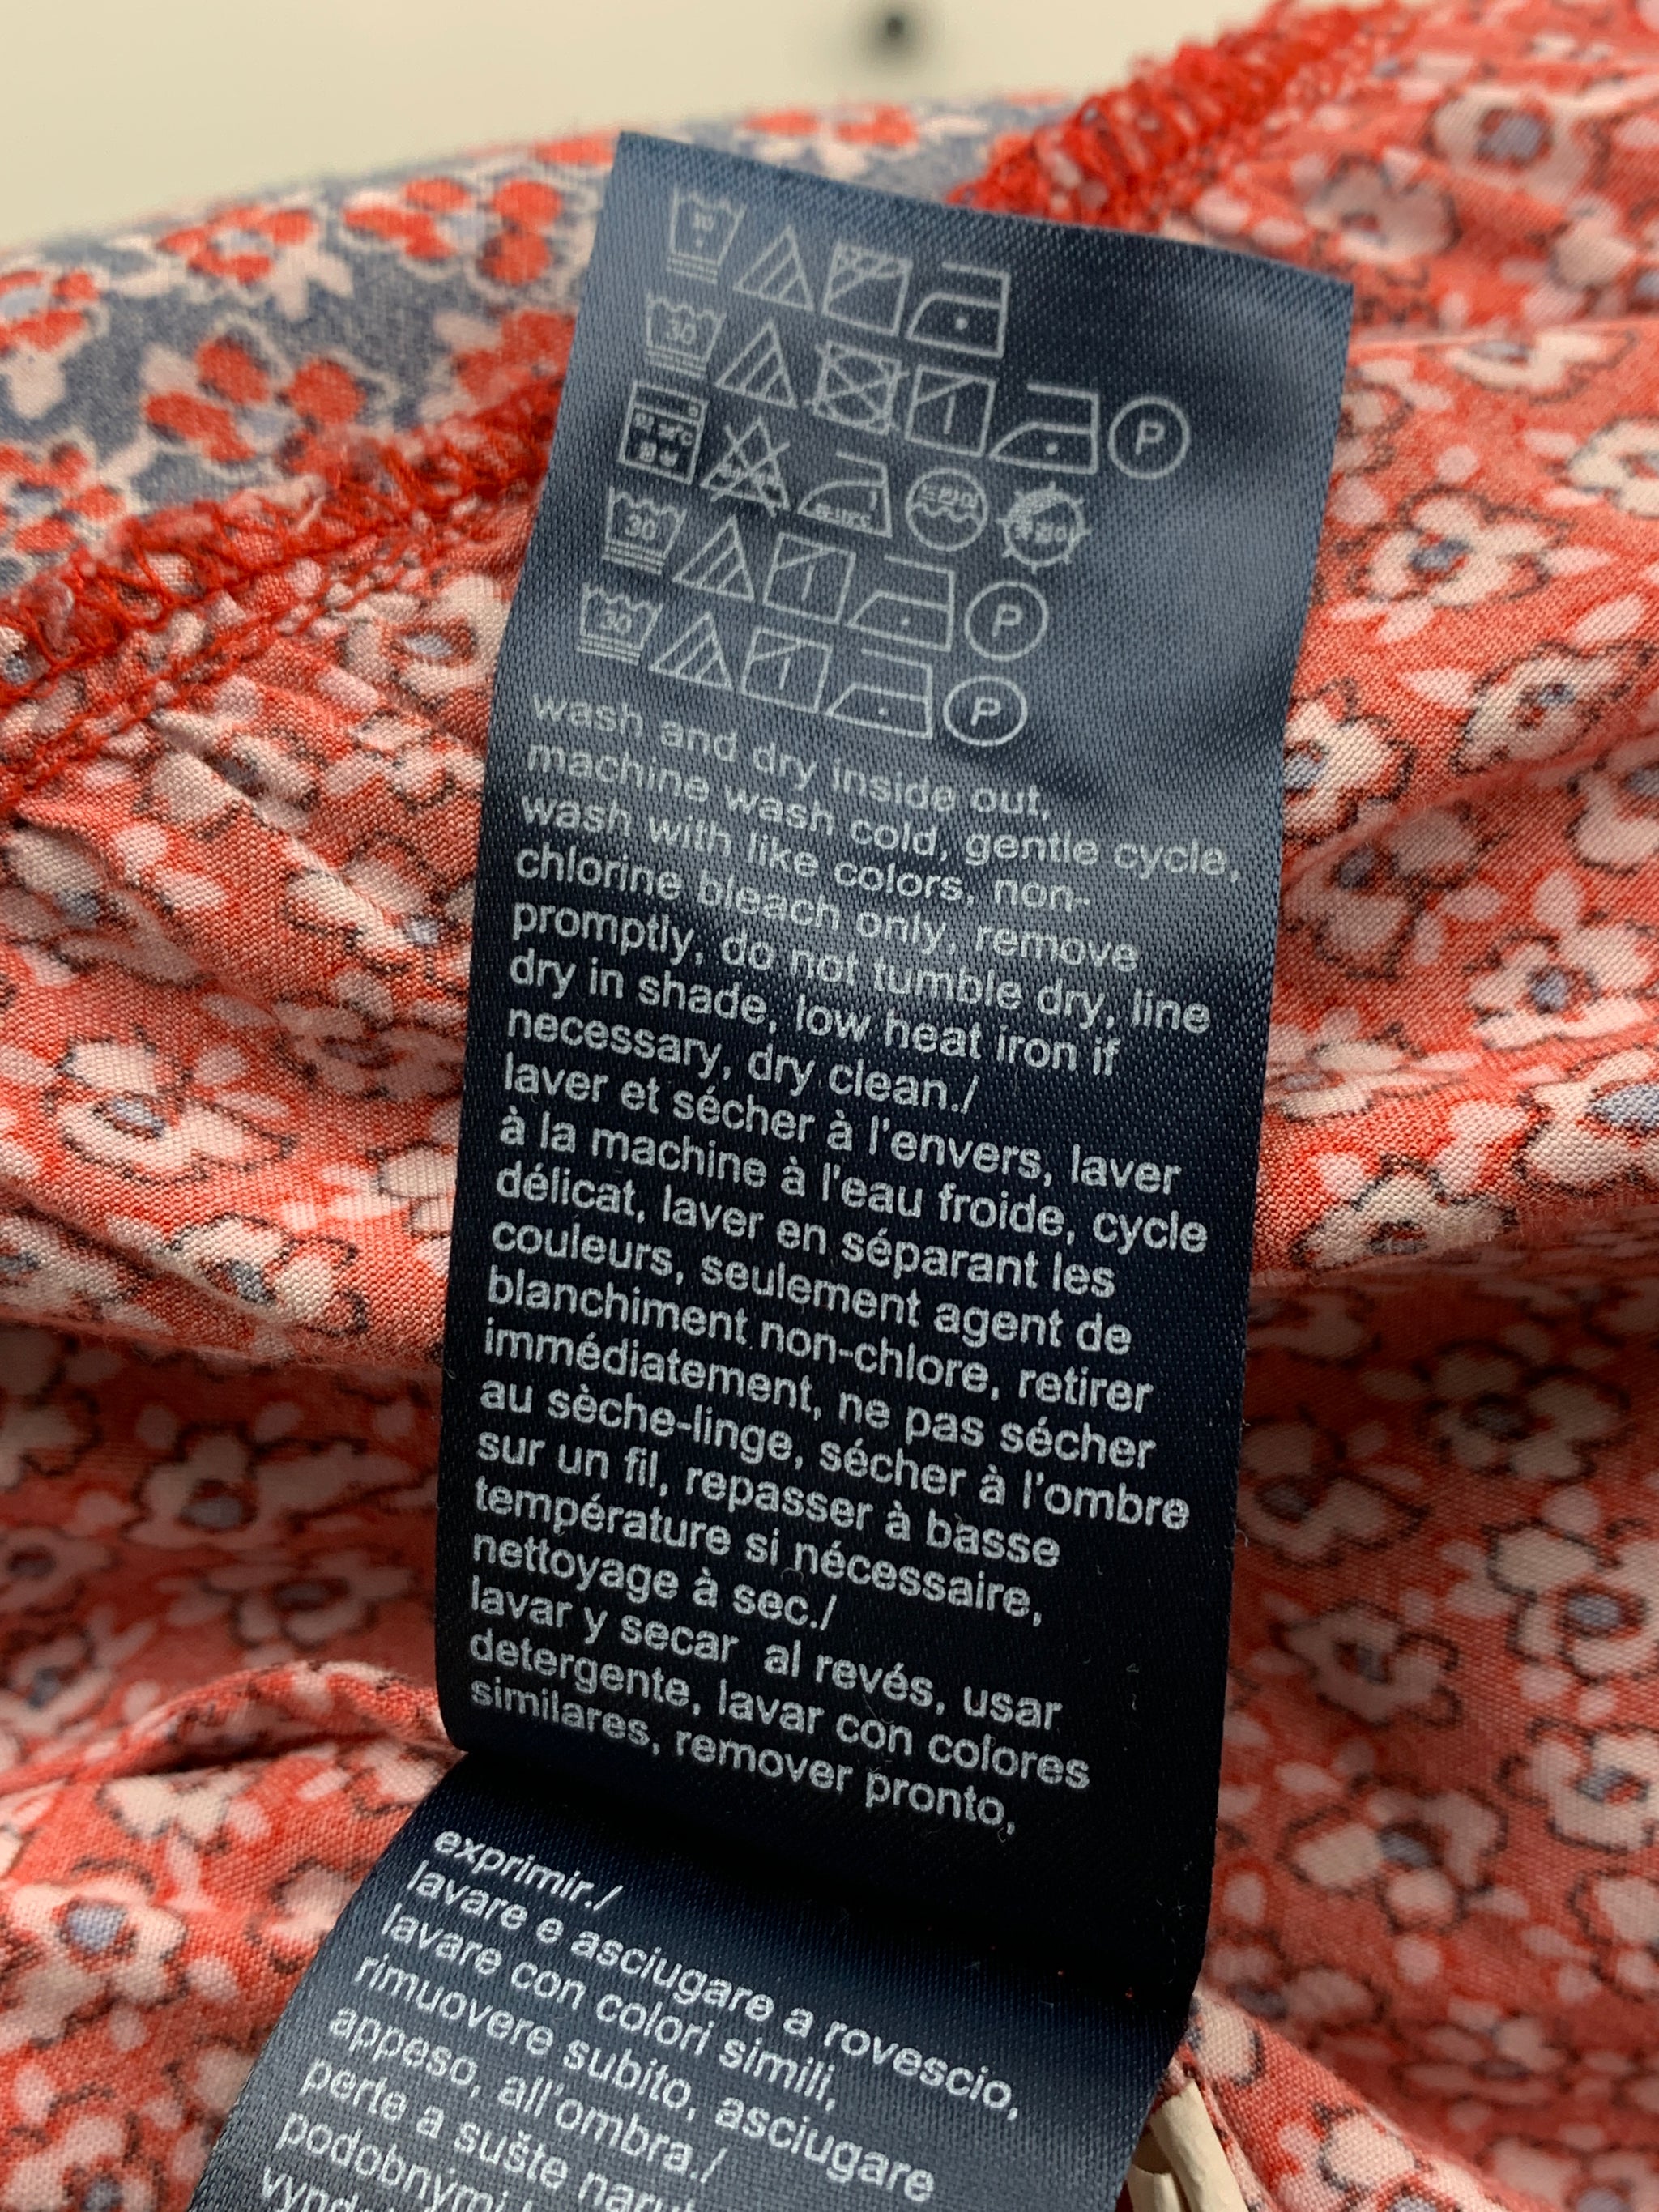 30
30
P
30
P
30
P
wash and dry inside out,
machine wash cold, gentle cycle,
wash with like colors, non-
chlorine bleach only, remove
promptly, do not tumble dry, line
dry in shade, low heat iron if
necessary, dry clean./
laver et sécher à l'envers, laver
à la machine à l'eau froide, cycle
délicat, laver en séparant les
couleurs, seulement agent de
blanchiment non-chlore, retirer
immédiatement, ne pas sécher
au sèche-linge, sécher à l'ombre
sur un fil, repasser à basse
température si nécessaire,
nettoyage à sec./
lavar y secar al revés, usar
detergente, lavar con colores
similares, remover pronto,
exprimir./
lavare e asciugare a rovescio,
lavare con colori simili,
rimuovere subito, asciugare
appeso, all'ombra./
perte a sušte
podobnými